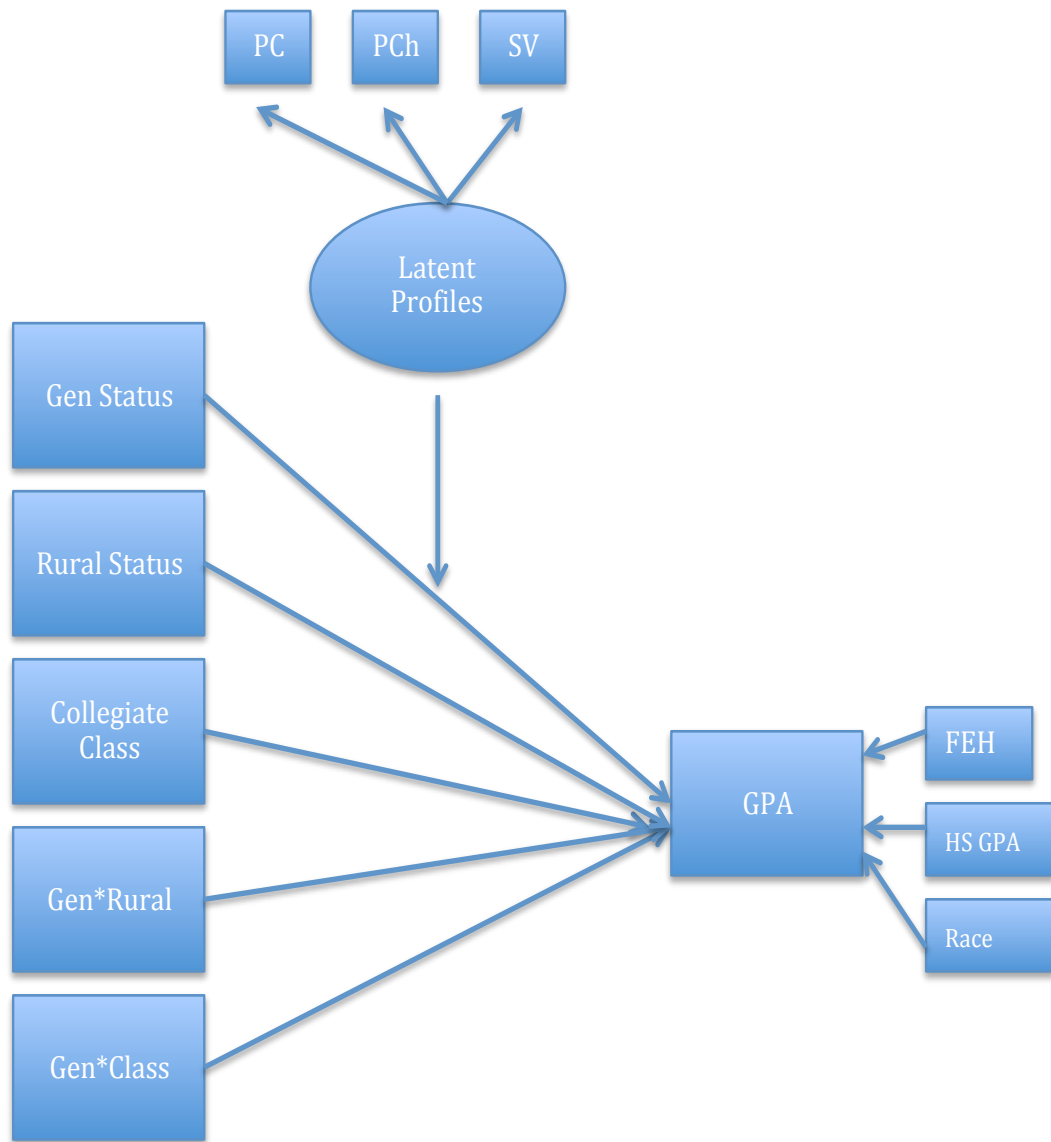 PC
PCh
SV
Latent
Profiles
Gen Status
Rural Status
Collegiate
Class
Gen*Rural
Gen*Class
GPA
FEH
HS GPA
Race